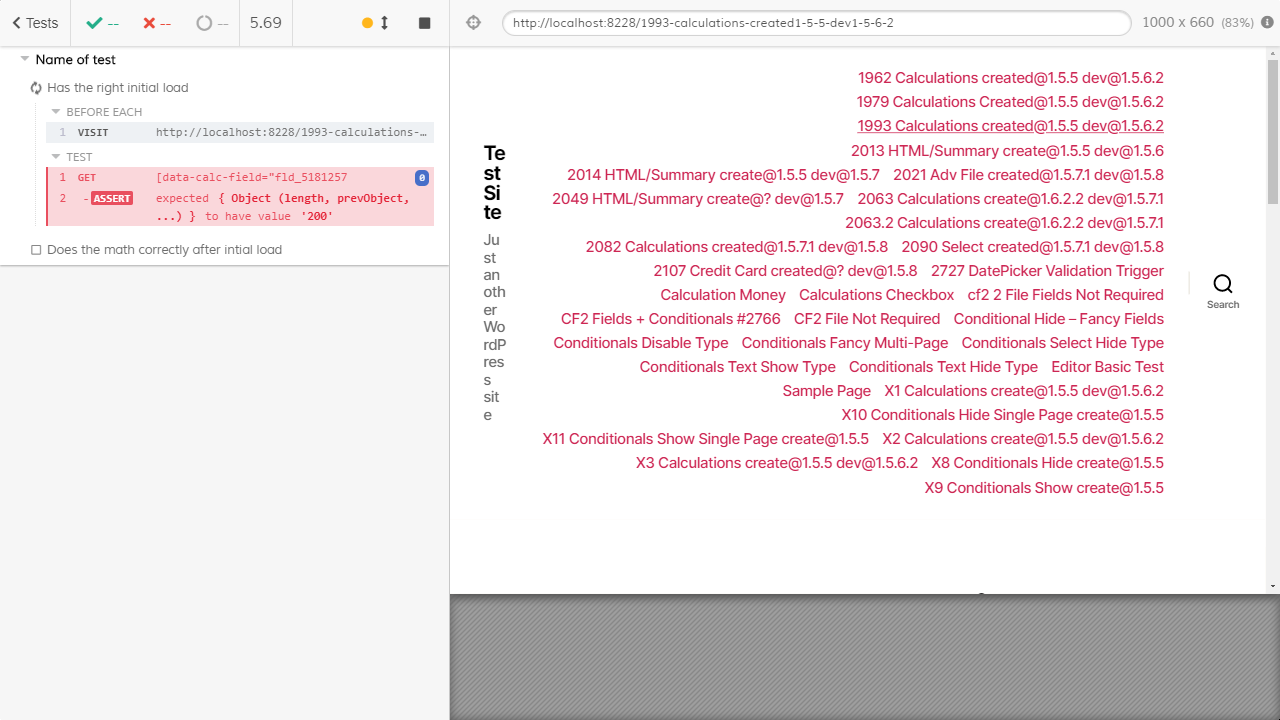 Tests -- -- -- 5.69
http://localhost:8228/1993-calculations-created1-5-5-dev1-5-6-2
1000 x 660 (83%)
Name of test
Has the right initial load
BEFORE EACH
1 VISIT http://localhost:8228/1993-calculations-…
TEST
1 GET [data-calc-field="fld_5181257 0
2 - ASSERT expected { Object (length, prevObject,
...) } to have value '200'
Does the math correctly after intial load
Te
st
Si
te
Ju
st
an
oth
er
Wo
rdP
res
s
sit
e
1962 Calculations created@1.5.5 dev@1.5.6.2
1979 Calculations Created@1.5.5 dev@1.5.6.2
1993 Calculations created@1.5.5 dev@1.5.6.2
2013 HTML/Summary create@1.5.5 dev@1.5.6
2014 HTML/Summary create@1.5.5 dev@1.5.7 2021 Adv File created@1.5.7.1 dev@1.5.8
2049 HTML/Summary create@? dev@1.5.7 2063 Calculations create@1.6.2.2 dev@1.5.7.1
2063.2 Calculations create@1.6.2.2 dev@1.5.7.1
2082 Calculations created@1.5.7.1 dev@1.5.8 2090 Select created@1.5.7.1 dev@1.5.8
2107 Credit Card created@? dev@1.5.8 2727 DatePicker Validation Trigger
Calculation Money Calculations Checkbox cf2 2 File Fields Not Required
CF2 Fields + Conditionals #2766 CF2 File Not Required Conditional Hide – Fancy Fields
Conditionals Disable Type Conditionals Fancy Multi-Page Conditionals Select Hide Type
Conditionals Text Show Type Conditionals Text Hide Type Editor Basic Test
Sample Page X1 Calculations create@1.5.5 dev@1.5.6.2
X10 Conditionals Hide Single Page create@1.5.5
X11 Conditionals Show Single Page create@1.5.5 X2 Calculations create@1.5.5 dev@1.5.6.2
X3 Calculations create@1.5.5 dev@1.5.6.2 X8 Conditionals Hide create@1.5.5
X9 Conditionals Show create@1.5.5
Search